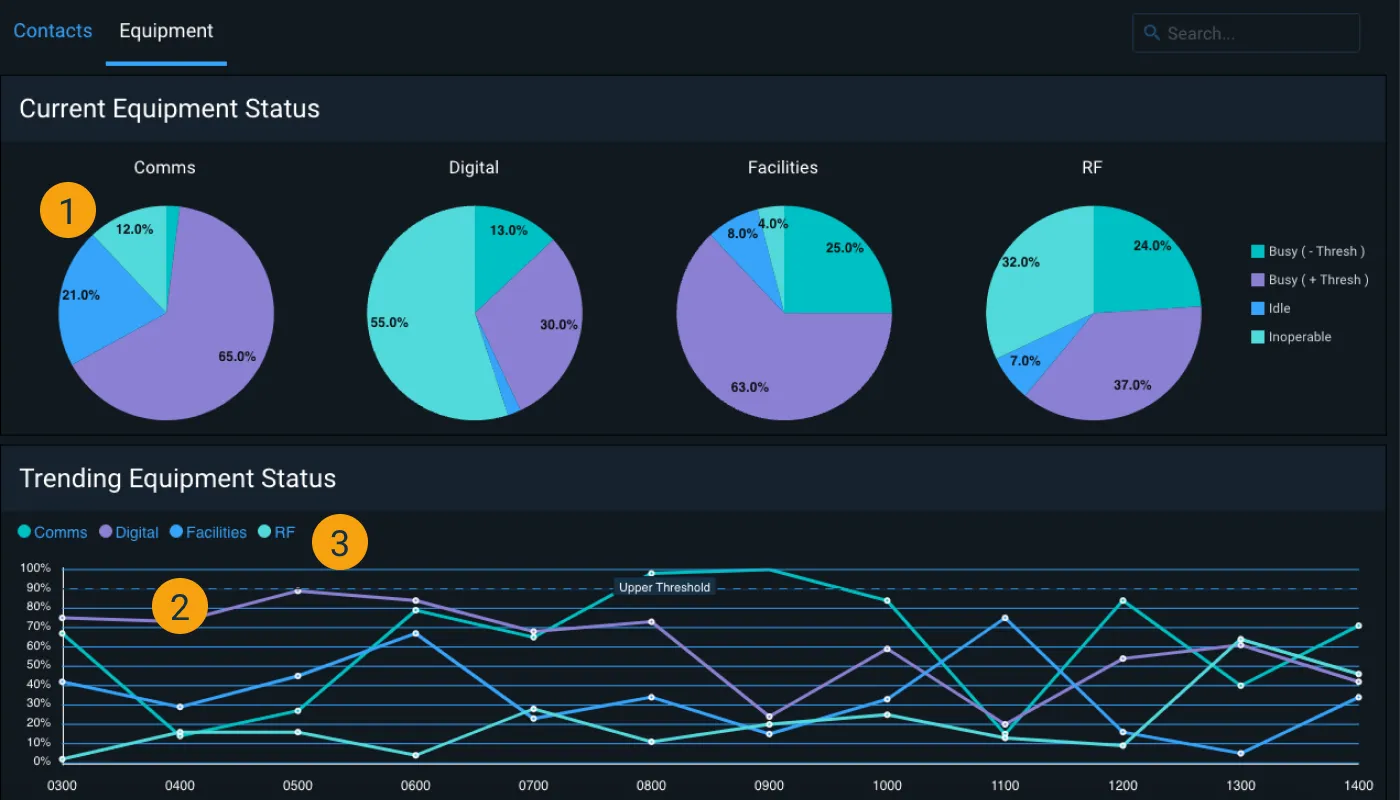 Contacts Equipment Search...
Current Equipment Status
Comms Digital Facilities RF
1
12.0%
21.0%
65.0%
13.0%
55.0%
30.0%
4.0%
8.0%
25.0%
63.0%
24.0%
32.0%
7.0%
37.0%
Busy ( - Thresh )
Busy ( + Thresh )
Idle
Inoperable
Trending Equipment Status
Comms Digital Facilities RF
3
2
Upper Threshold
100%
90%
80%
70%
60%
50%
40%
30%
20%
10%
0%
0300 0400 0500 0600 0700 0800 0900 1000 1100 1200 1300 1400